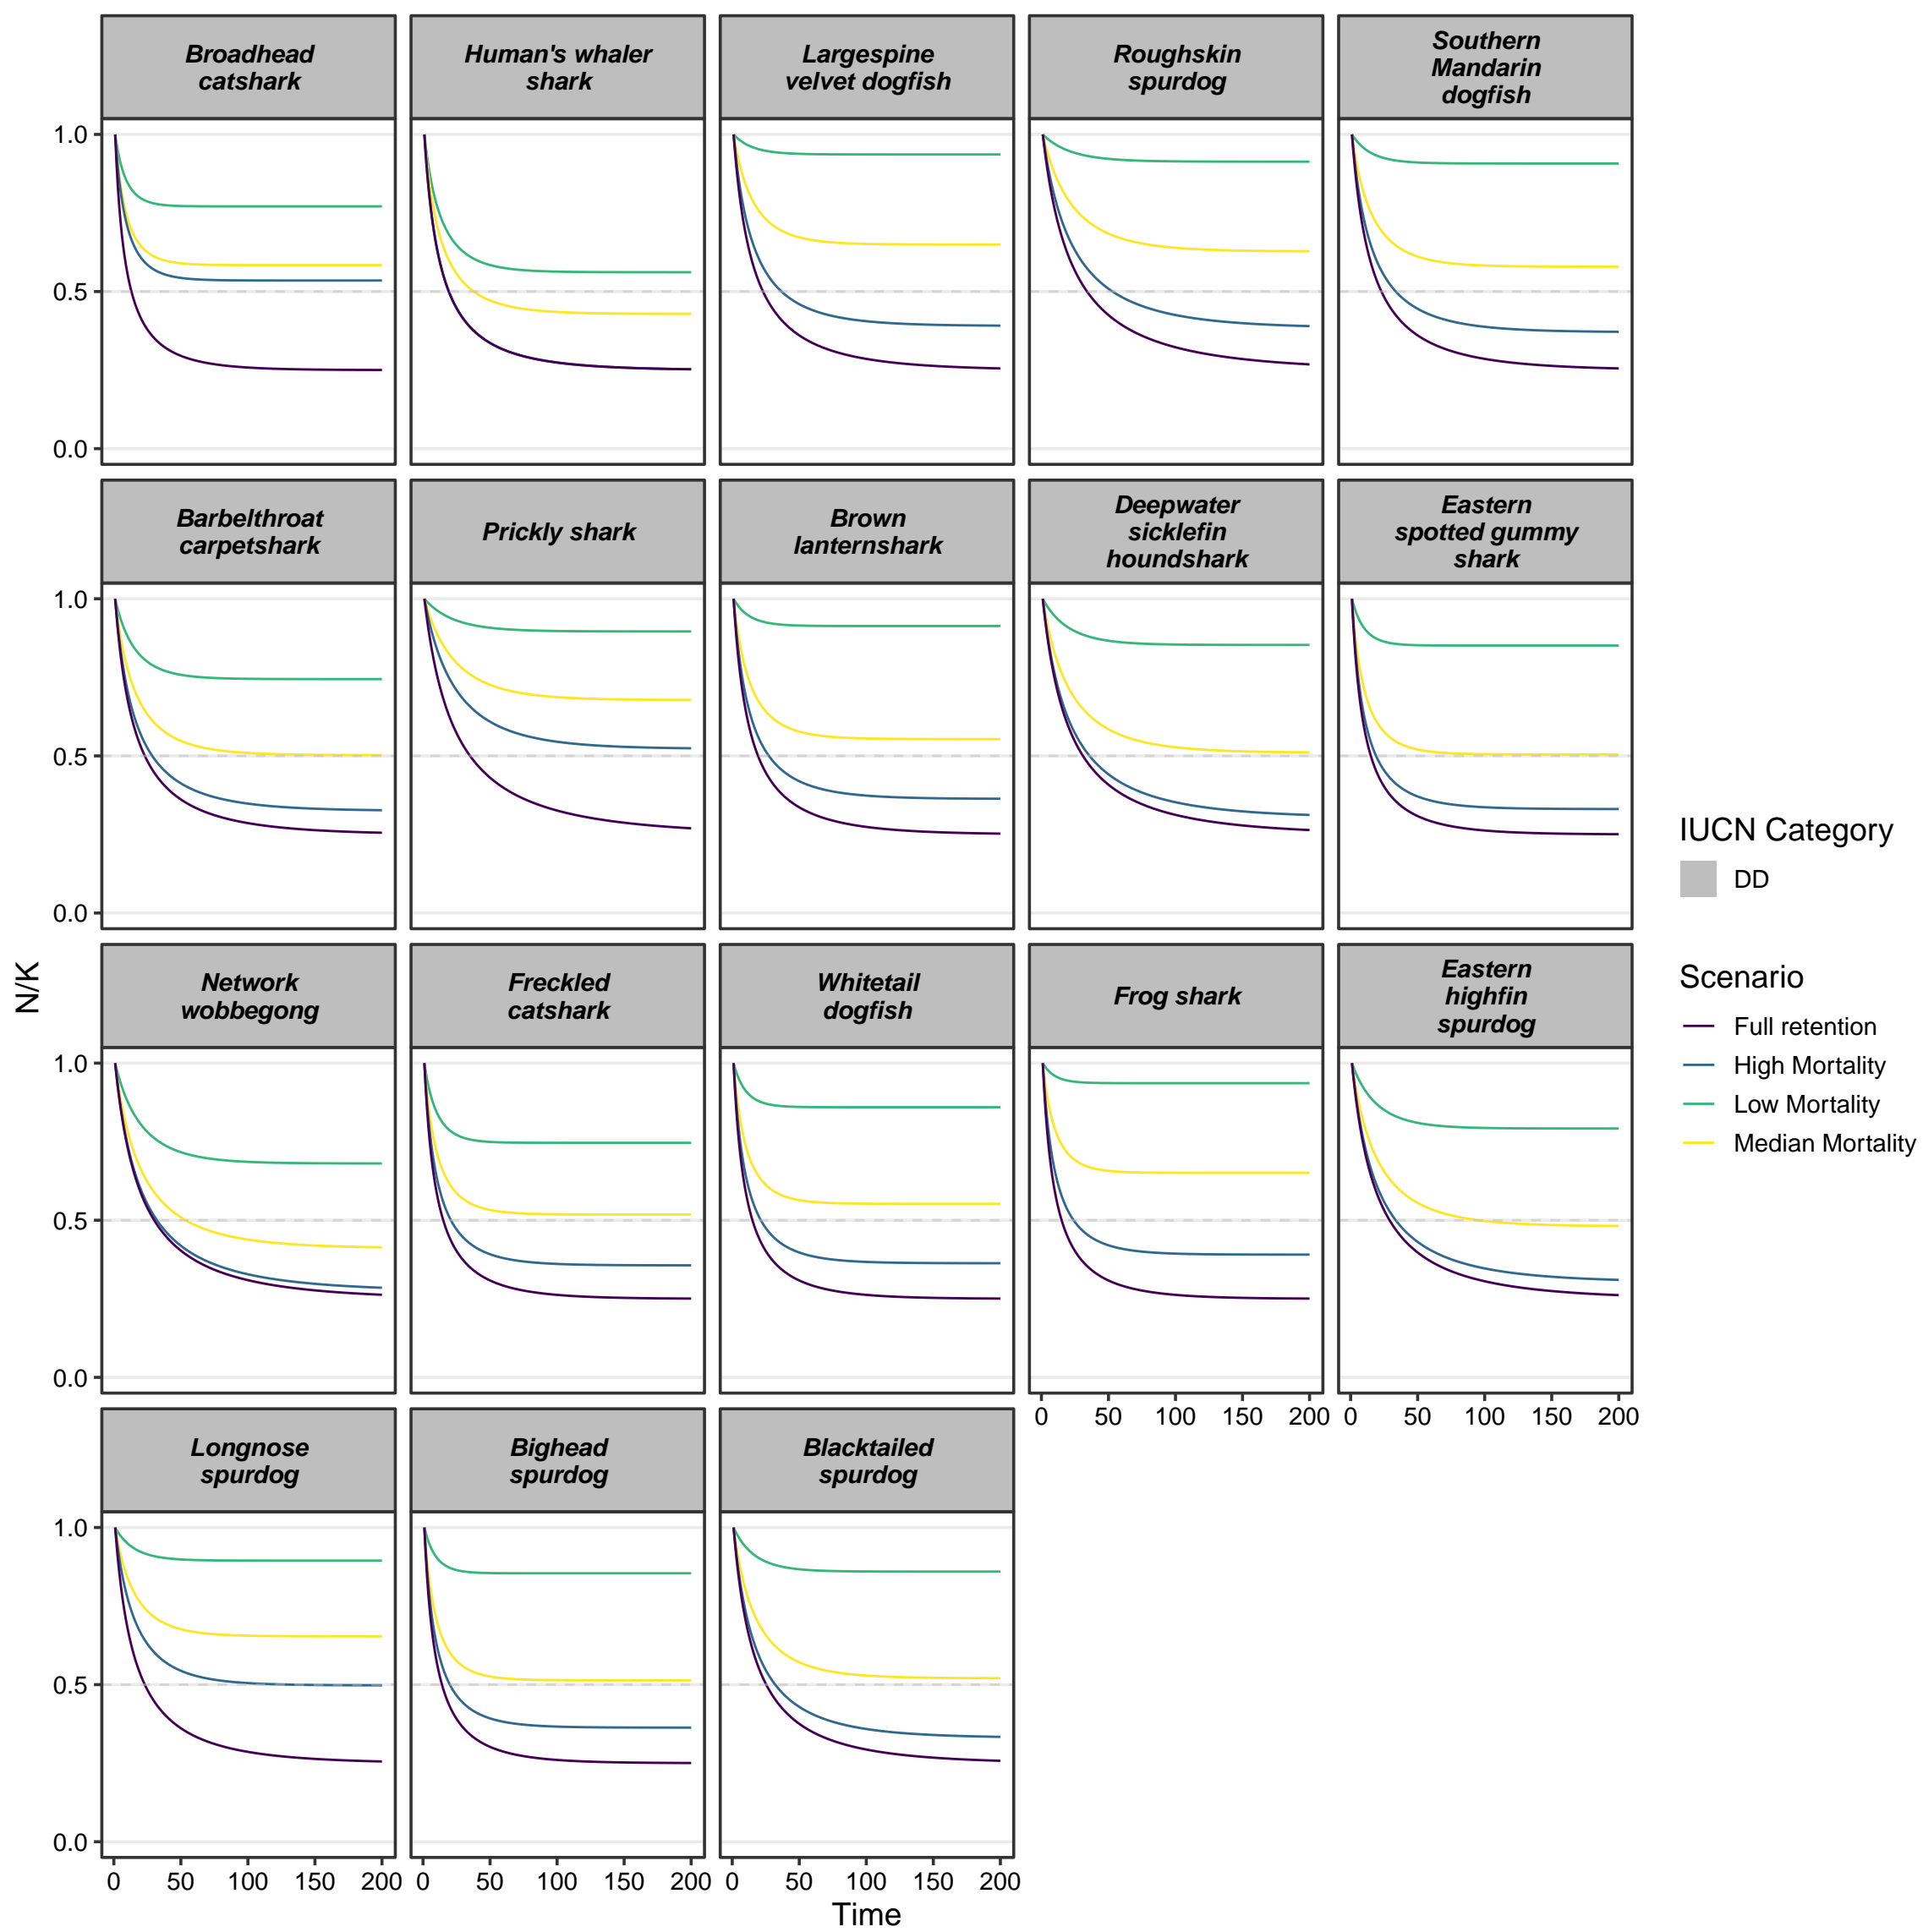 Broadhead
catshark
Human's whaler
shark
Largespine
velvet dogfish
Roughskin
spurdog
Southern
Mandarin
dogfish
1.0
0.5
0.0
Barbelthroat
carpetshark
Prickly shark
Brown
lanternshark
Deepwater
sicklefin
houndshark
Eastern
spotted gummy
shark
1.0
0.5
0.0
Network
wobbegong
Freckled
catshark
Whitetail
dogfish
Frog shark
Eastern
highfin
spurdog
1.0
0.5
0.0
0 50 100 150 200
0 50 100 150 200
Longnose
spurdog
Bighead
spurdog
Blacktailed
spurdog
1.0
0.5
0.0
0 50 100 150 200
0 50 100 150 200
0 50 100 150 200
Time
N/K
IUCN Category
DD
Scenario
Full retention
High Mortality
Low Mortality
Median Mortality